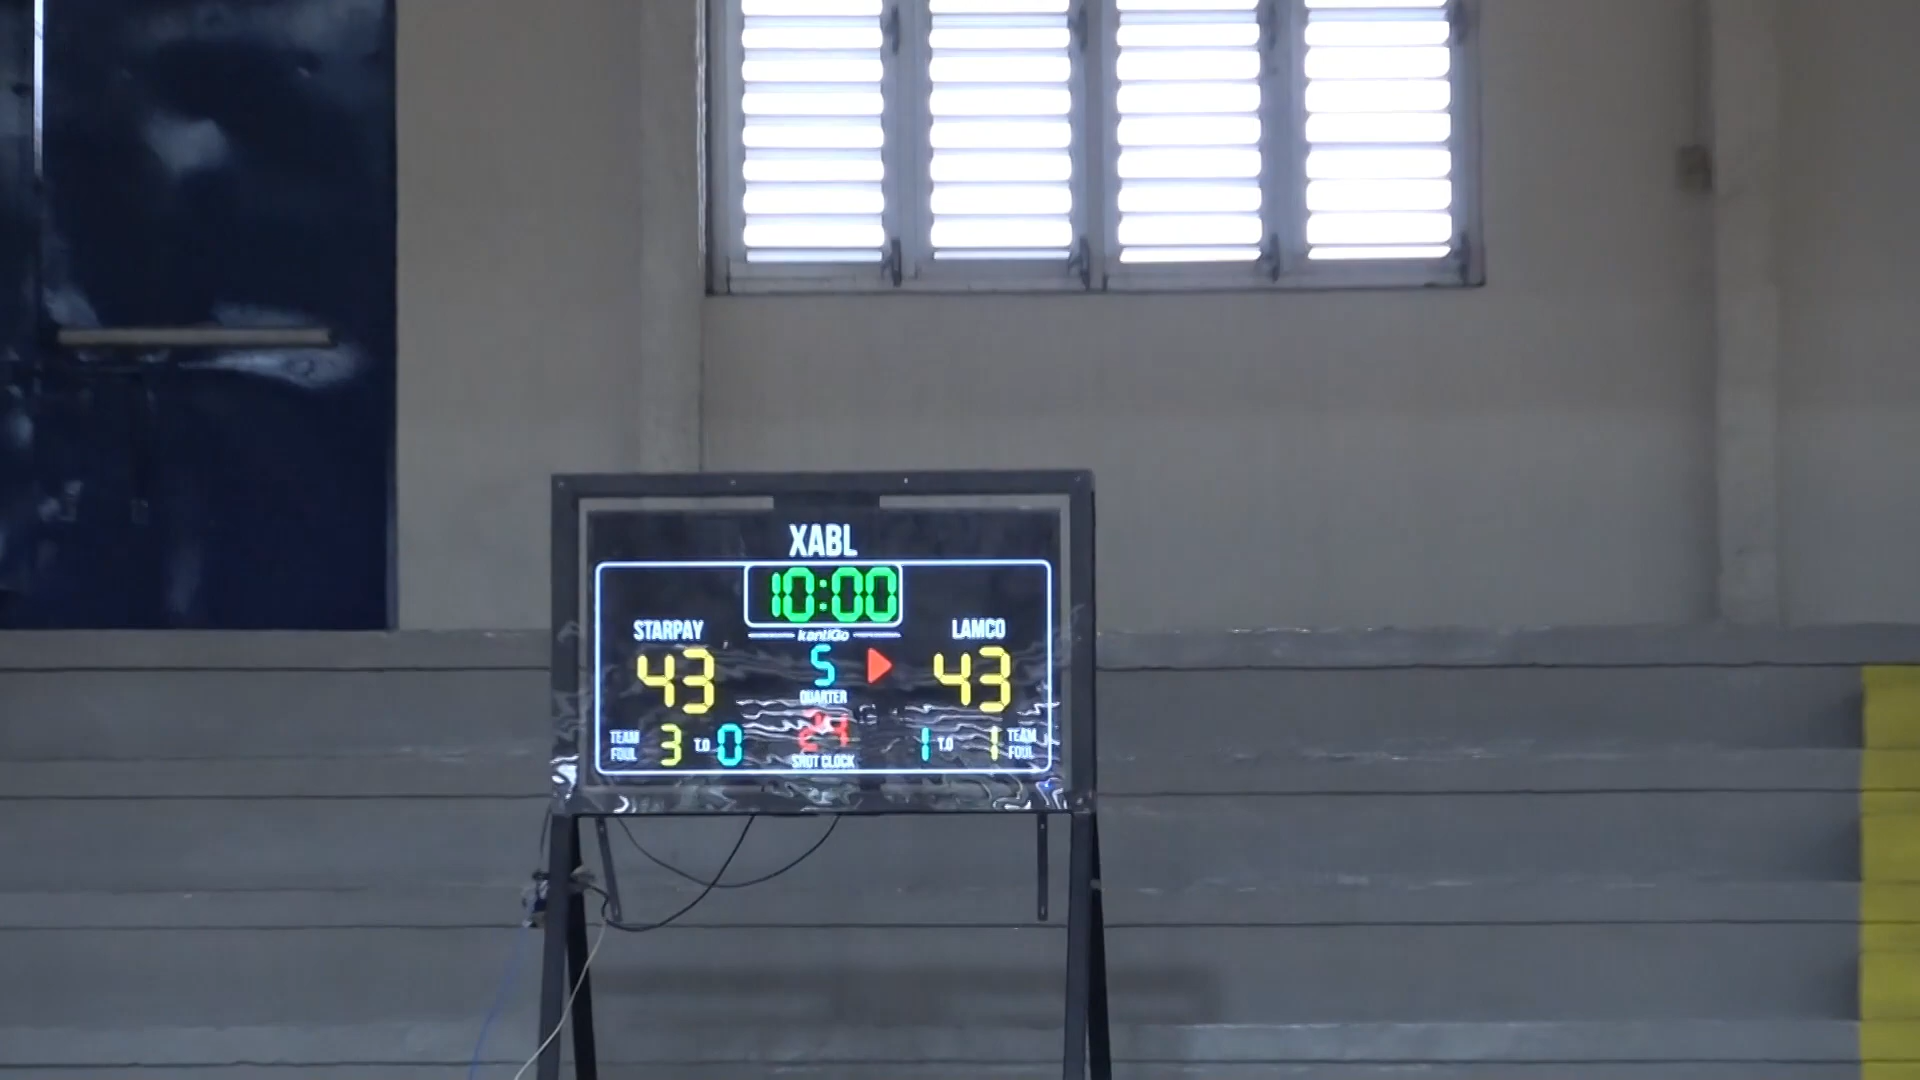 XABL
10:00
STARPAY
kanilGo
LAMCO
43
5
43
QUARTER
TEAM FOUL 3 T.O 0
24
1 T.O 1 TEAM FOUL
SHOT CLOCK